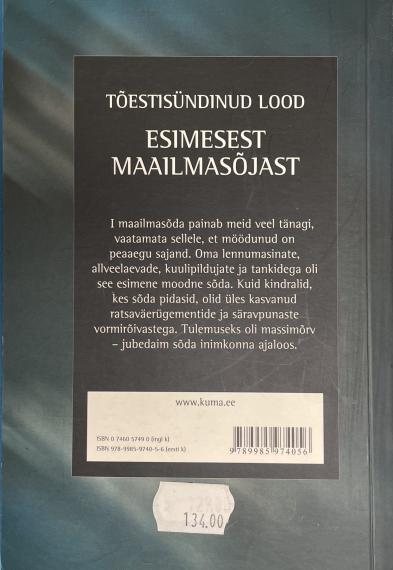 TÕESTISÜNDINUD LOOD
ESIMESEST
MAAILMASÕJAST
I maailmasõda painab meid veel tänagi,
vaatamata sellele, et möödunud on
peaaegu sajand. Oma lennumasinate,
allveelaevade, kuulipildujate ja tankidega oli
see esimene moodne sõda. Kuid kindralid,
kes sõda pidasid, olid üles kasvanud
ratsaväerügementide ja säravpunaste
vormirõivastega. Tulemuseks oli massimõrv
– jubedaim sõda inimkonna ajaloos.
www.kuma.ee
ISBN 0 7460 5749 0 (ingl k)
ISBN 978-9985-9740-5-6 (eesti k)
9789985974056
134.00